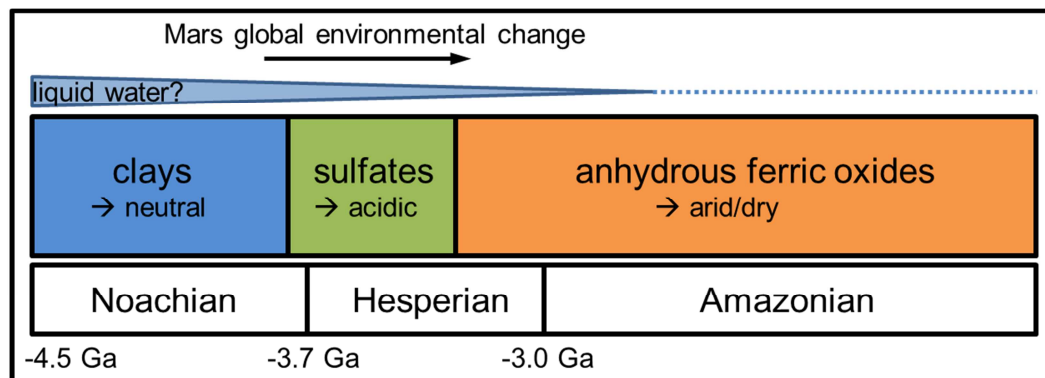 Mars global environmental change
liquid water?
clays sulfates anhydrous ferric oxides
→ neutral → acidic → arid/dry
Noachian Hesperian Amazonian
-4.5 Ga -3.7 Ga -3.0 Ga